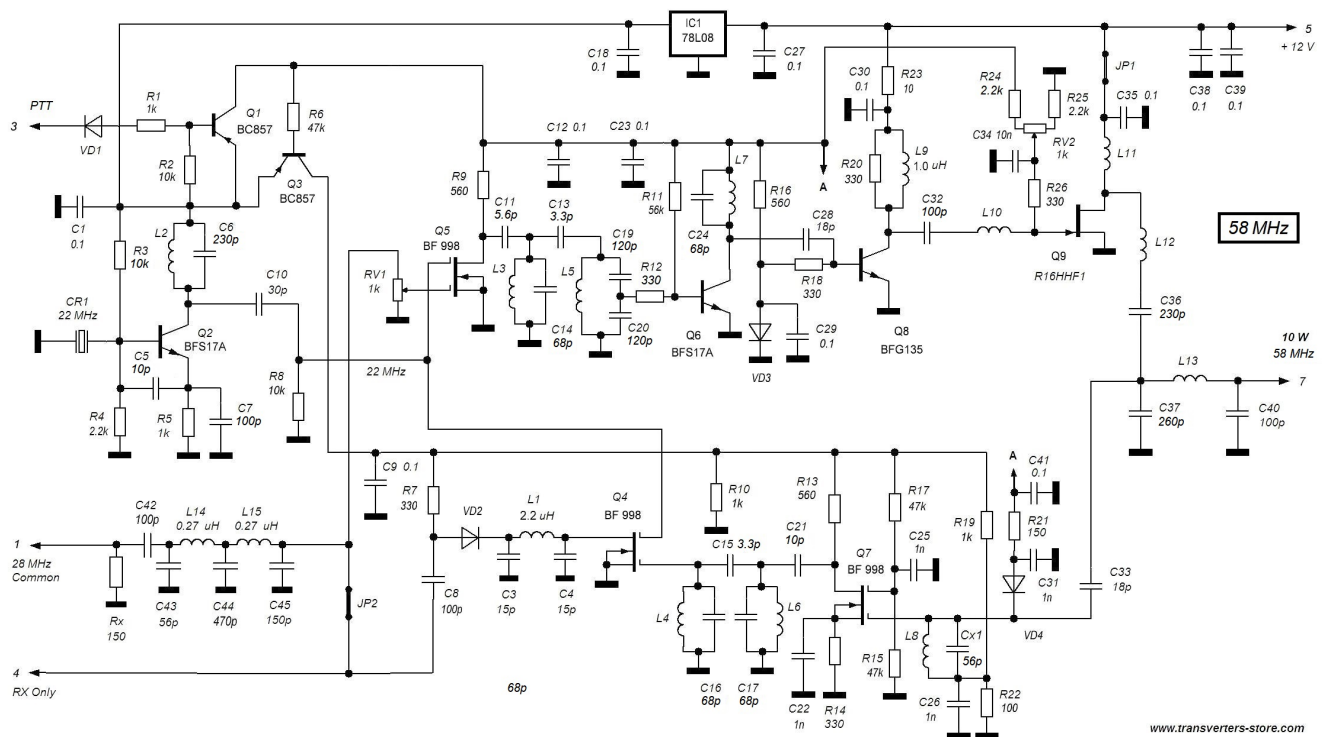 IC1
78L08
5
+ 12 V
C18
0.1
C27
0.1
C30
0.1
R23
10
R24
2.2k
R25
2.2k
JP1
C38
0.1
C39
0.1
C35 0.1
PTT
3
VD1
R1
1k
Q1
BC857
R6
47k
R2
10k
Q3
BC857
C12 0.1
C23 0.1
L7
R20
330
L9
1.0 uH
C34 10n
RV2
1k
L11
C1
0.1
R3
10k
L2
C6
230p
R9
560
C11
5.6p
C13
3.3p
R11
56k
R16
560
A
C28
18p
C32
100p
L10
R26
330
Q9
R16HHF1
L12
58 MHz
C10
30p
Q5
BF 998
RV1
1k
L3
L5
C19
120p
R12
330
C24
68p
R18
330
CR1
22 MHz
Q2
BFS17A
C5
10p
C14
68p
C20
120p
Q6
BFS17A
C29
0.1
VD3
Q8
BFG135
C36
230p
10 W
58 MHz
7
L13
R4
2.2k
R5
1k
C7
100p
R8
10k
22 MHz
C37
260p
C40
100p
C9 0.1
R7
330
VD2
L1
2.2 uH
Q4
BF 998
R10
1k
R13
560
R17
47k
R19
1k
A
C41
0.1
R21
150
C42
100p
L14
0.27 uH
L15
0.27 uH
1
28 MHz
Common
Rx
150
C43
56p
C44
470p
C45
150p
JP2
C8
100p
C3
15p
C4
15p
C15 3.3p
C21
10p
Q7
BF 998
C25
1n
C31
1n
VD4
C33
18p
L4
L6
C16
68p
C17
68p
C22
1n
R14
330
R15
47k
L8
Cx1
56p
C26
1n
R22
100
4
RX Only
68p
www.transverters-store.com